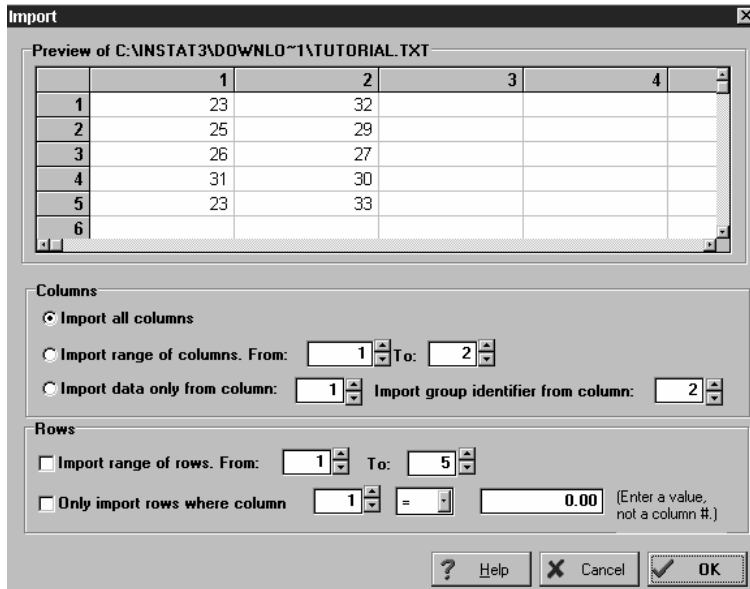 Import
Preview of C:\INSTAT3\DOWNLO~1\TUTORIAL.TXT
1 2 3 4
1 23 32
2 25 29
3 26 27
4 31 30
5 23 33
6
Columns
Import all columns
Import range of columns. From: 1 To: 2
Import data only from column: 1 Import group identifier from column: 2
Rows
Import range of rows. From: 1 To: 5
Only import rows where column 1 = 0.00 (Enter a value,
not a column #.)
? Help Cancel OK